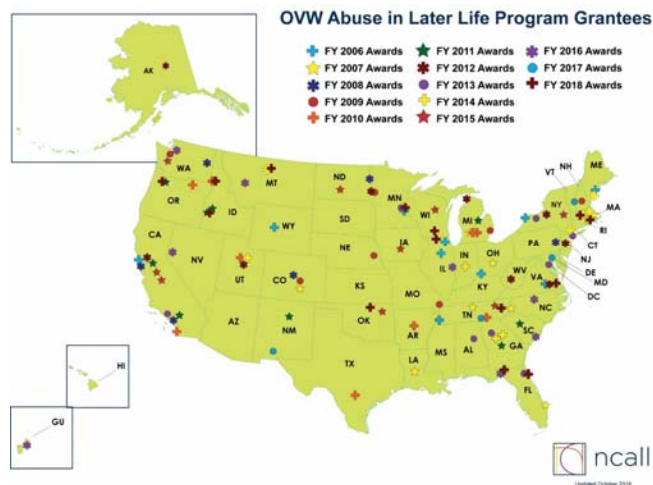 OVW Abuse in Later Life Program Grantees
FY 2006 Awards
FY 2007 Awards
FY 2008 Awards
FY 2009 Awards
FY 2010 Awards
FY 2011 Awards
FY 2012 Awards
FY 2013 Awards
FY 2014 Awards
FY 2015 Awards
FY 2016 Awards
FY 2017 Awards
FY 2018 Awards
AK
WA
MT
ND
MN
WI
MI
VT
NH
ME
NY
MA
RI
CT
OR
ID
WY
SD
IA
NE
IL
IN
OH
PA
NJ
DE
MD
DC
CA
NV
UT
CO
KS
MO
KY
WV
VA
NC
TN
SC
AZ
NM
OK
AR
MS
AL
GA
TX
LA
FL
HI
GU
ncall
Updated October 2018